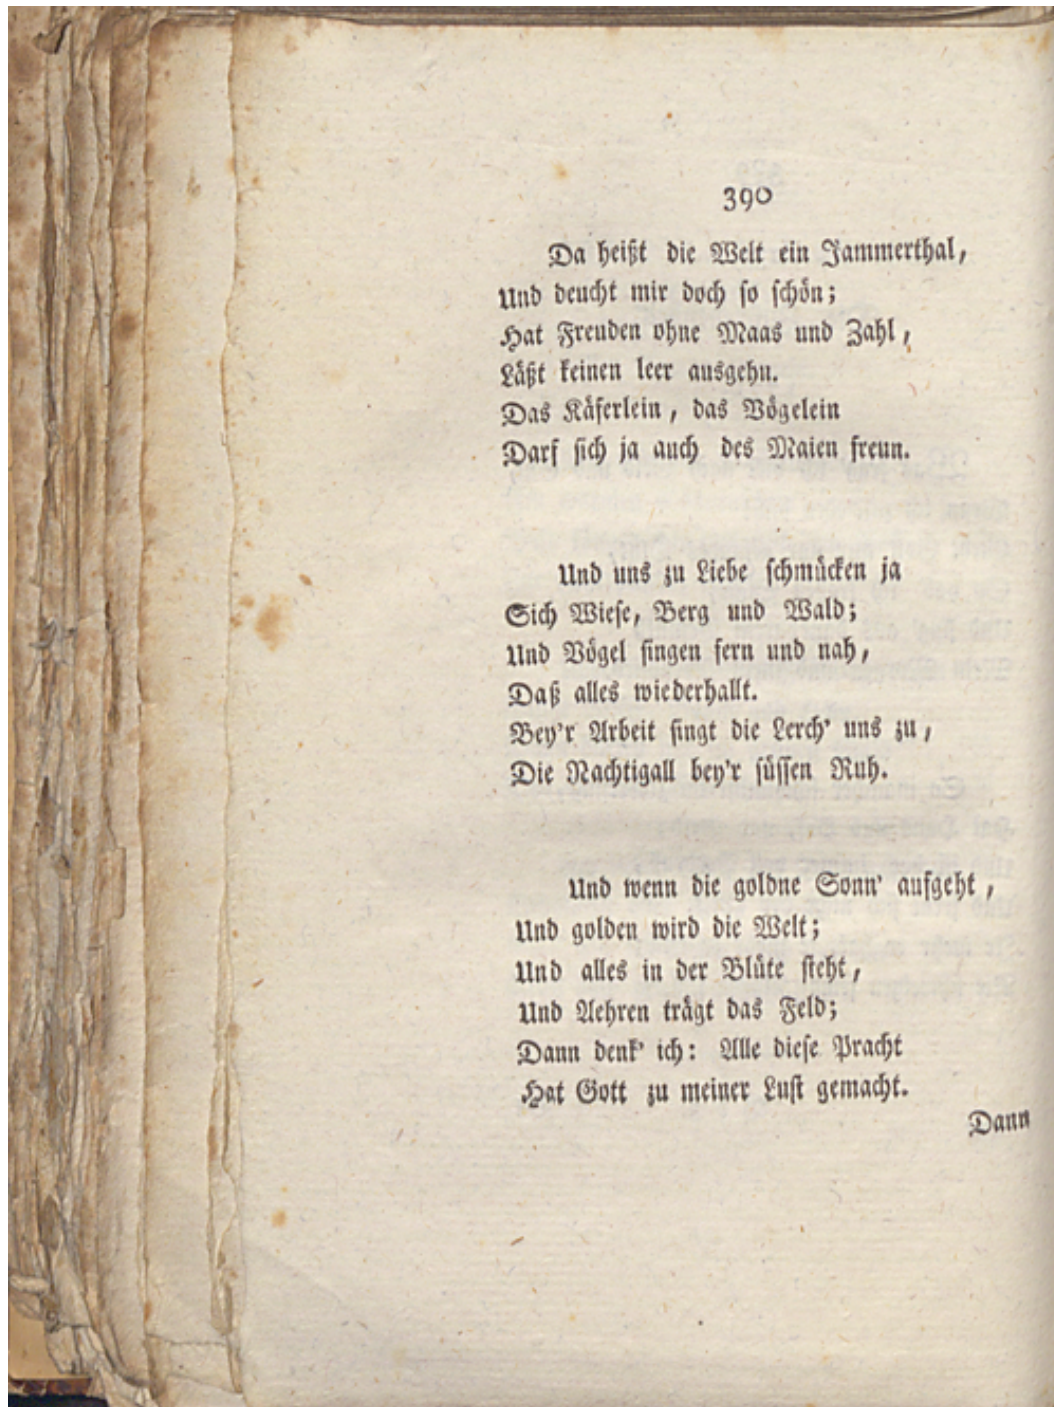 390
Da heißt die Welt ein Jammerthal,
Und deucht mir doch so schön;
Hat Freuden ohne Maas und Zahl,
Läßt keinen leer ausgehn.
Das Käferlein, das Vögelein
Darf sich ja auch des Maien freun.
Und uns zu Liebe schmücken ja
Sich Wiese, Berg und Wald;
Und Vögel singen fern und nah,
Daß alles wiederhallt.
Bey'r Arbeit singt die Lerch' uns zu,
Die Nachtigall bey'r süssen Ruh.
Und wenn die goldne Sonn' aufgeht,
Und golden wird die Welt;
Und alles in der Blüte steht,
Und Aehren trägt das Feld;
Dann denk' ich: Alle diese Pracht
Hat Gott zu meiner Lust gemacht.
Dann